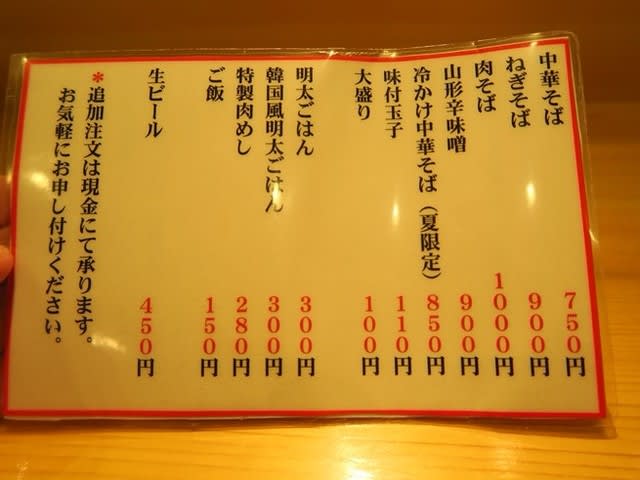 中華そば 750円
ねぎそば 900円
肉そば 1000円
山形辛味噌 900円
冷かけ中華そば（夏限定） 850円
味付玉子 110円
大盛り 100円
明太ごはん 300円
韓国風明太ごはん 300円
特製肉めし 280円
ご飯 150円
生ビール 450円
＊追加注文は現金にて承ります。
お気軽にお申し付けください。